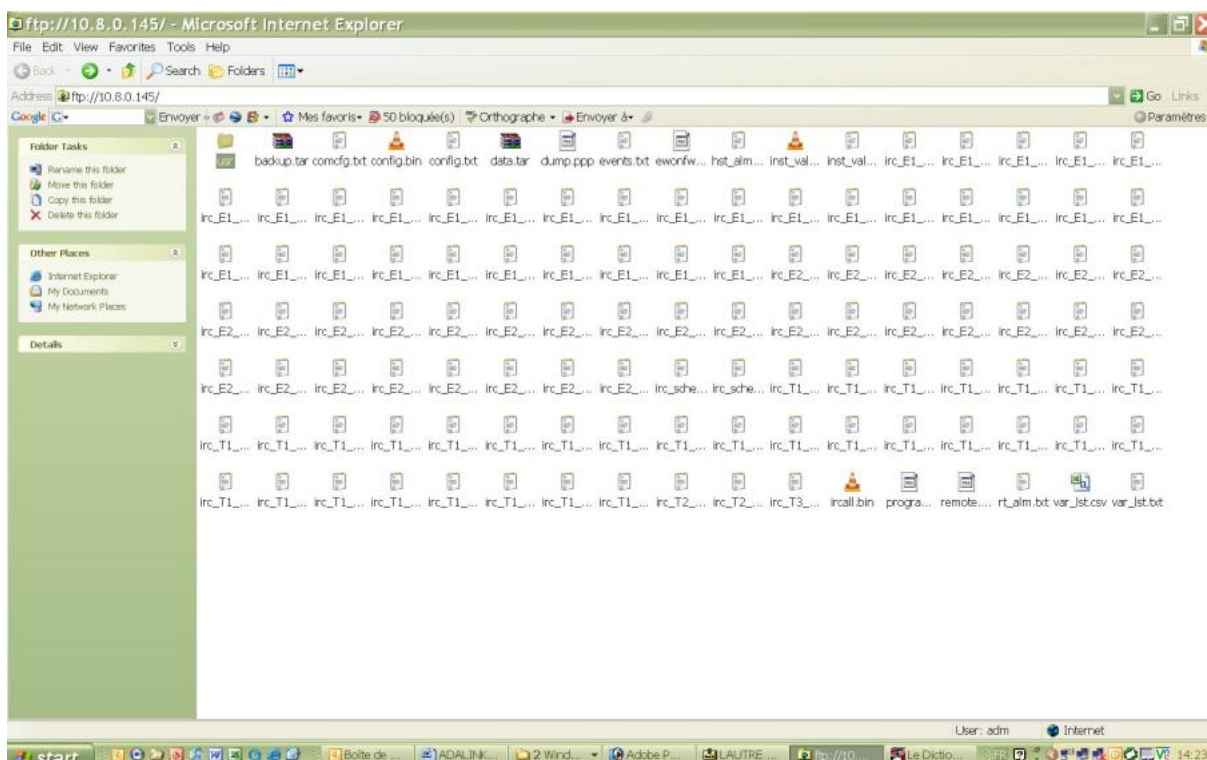 ftp://10.8.0.145/ - Microsoft Internet Explorer
File Edit View Favorites Tools Help
Back Search Folders
Address ftp://10.8.0.145/ Go Links
Google Envoyer Mes favoris 50 bloquée(s) Orthographe Envoyer à Paramètres
Folder Tasks
Rename this folder
Move this folder
Copy this folder
Delete this folder
Other Places
Internet Explorer
My Documents
My Network Places
Details
usr backup.tar comcfg.txt config.bin config.txt data.tar dump.ppp events.txt ewonfw... hst_alm... inst_val... inst_val... irc_E1_... irc_E1_... irc_E1_... irc_E1_... irc_E1_...
irc_E1_... irc_E1_... irc_E1_... irc_E1_... irc_E1_... irc_E1_... irc_E1_... irc_E1_... irc_E1_... irc_E1_... irc_E1_... irc_E1_... irc_E1_... irc_E1_... irc_E1_... irc_E1_... irc_E1_...
irc_E1_... irc_E1_... irc_E1_... irc_E1_... irc_E1_... irc_E1_... irc_E1_... irc_E1_... irc_E1_... irc_E1_... irc_E2_... irc_E2_... irc_E2_... irc_E2_... irc_E2_... irc_E2_... irc_E2_...
irc_E2_... irc_E2_... irc_E2_... irc_E2_... irc_E2_... irc_E2_... irc_E2_... irc_E2_... irc_E2_... irc_E2_... irc_E2_... irc_E2_... irc_E2_... irc_E2_... irc_E2_... irc_E2_... irc_E2_...
irc_E2_... irc_E2_... irc_E2_... irc_E2_... irc_E2_... irc_E2_... irc_E2_... irc_E2_... irc_sche... irc_sche... irc_T1_... irc_T1_... irc_T1_... irc_T1_... irc_T1_... irc_T1_... irc_T1_...
irc_T1_... irc_T1_... irc_T1_... irc_T1_... irc_T1_... irc_T1_... irc_T1_... irc_T1_... irc_T1_... irc_T1_... irc_T1_... irc_T1_... irc_T1_... irc_T1_... irc_T1_... irc_T1_... irc_T1_...
irc_T1_... irc_T1_... irc_T1_... irc_T1_... irc_T1_... irc_T1_... irc_T1_... irc_T1_... irc_T2_... irc_T2_... irc_T3_... ircall.bin progra... remote.... rt_alm.txt var_lst.csv var_lst.txt
User: adm Internet
start Boîte de ... ADALINK... 2 Wind... Adobe P... LAUTRE ... ftp://10.... Le Dictio... FR 14:23